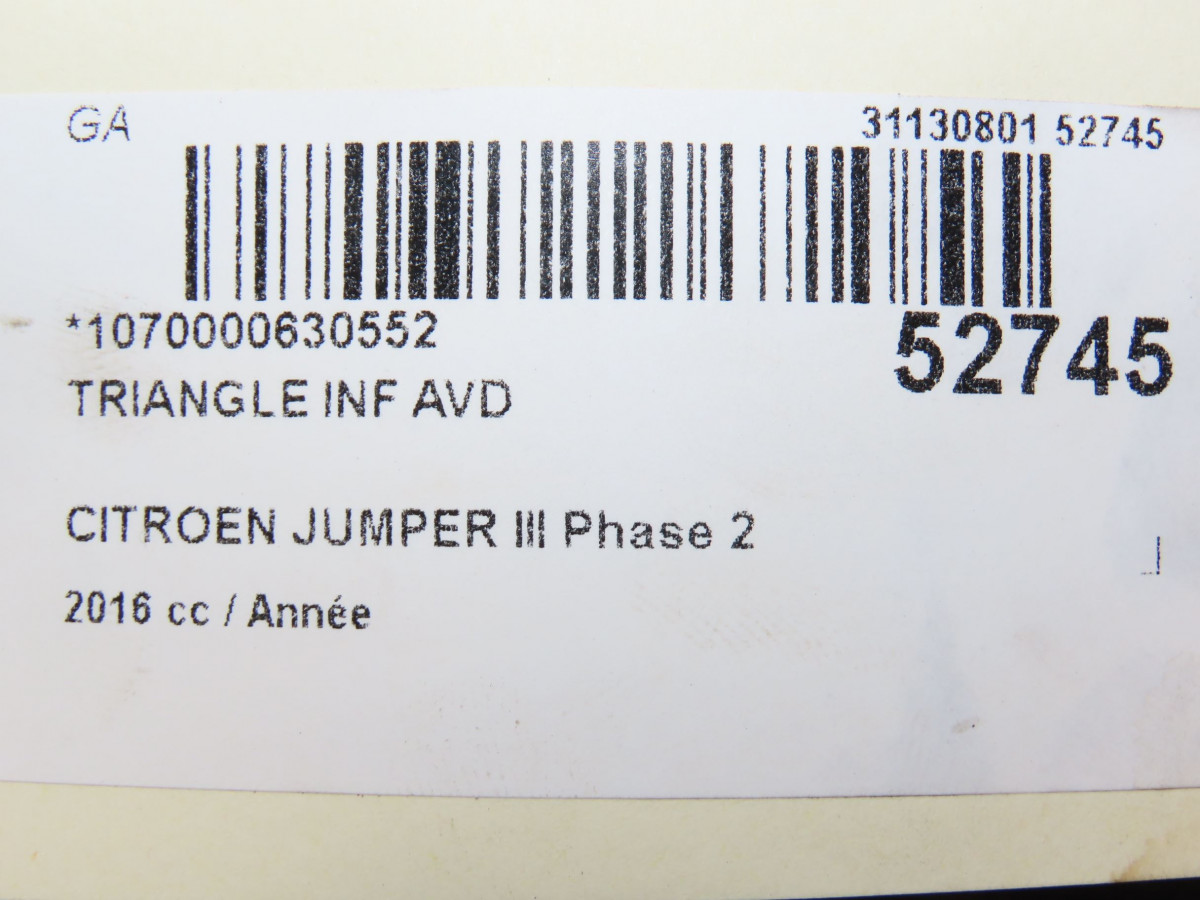 GA 31130801 52745
*1070000630552 52745
TRIANGLE INF AVD
CITROEN JUMPER III Phase 2
2016 cc / Année